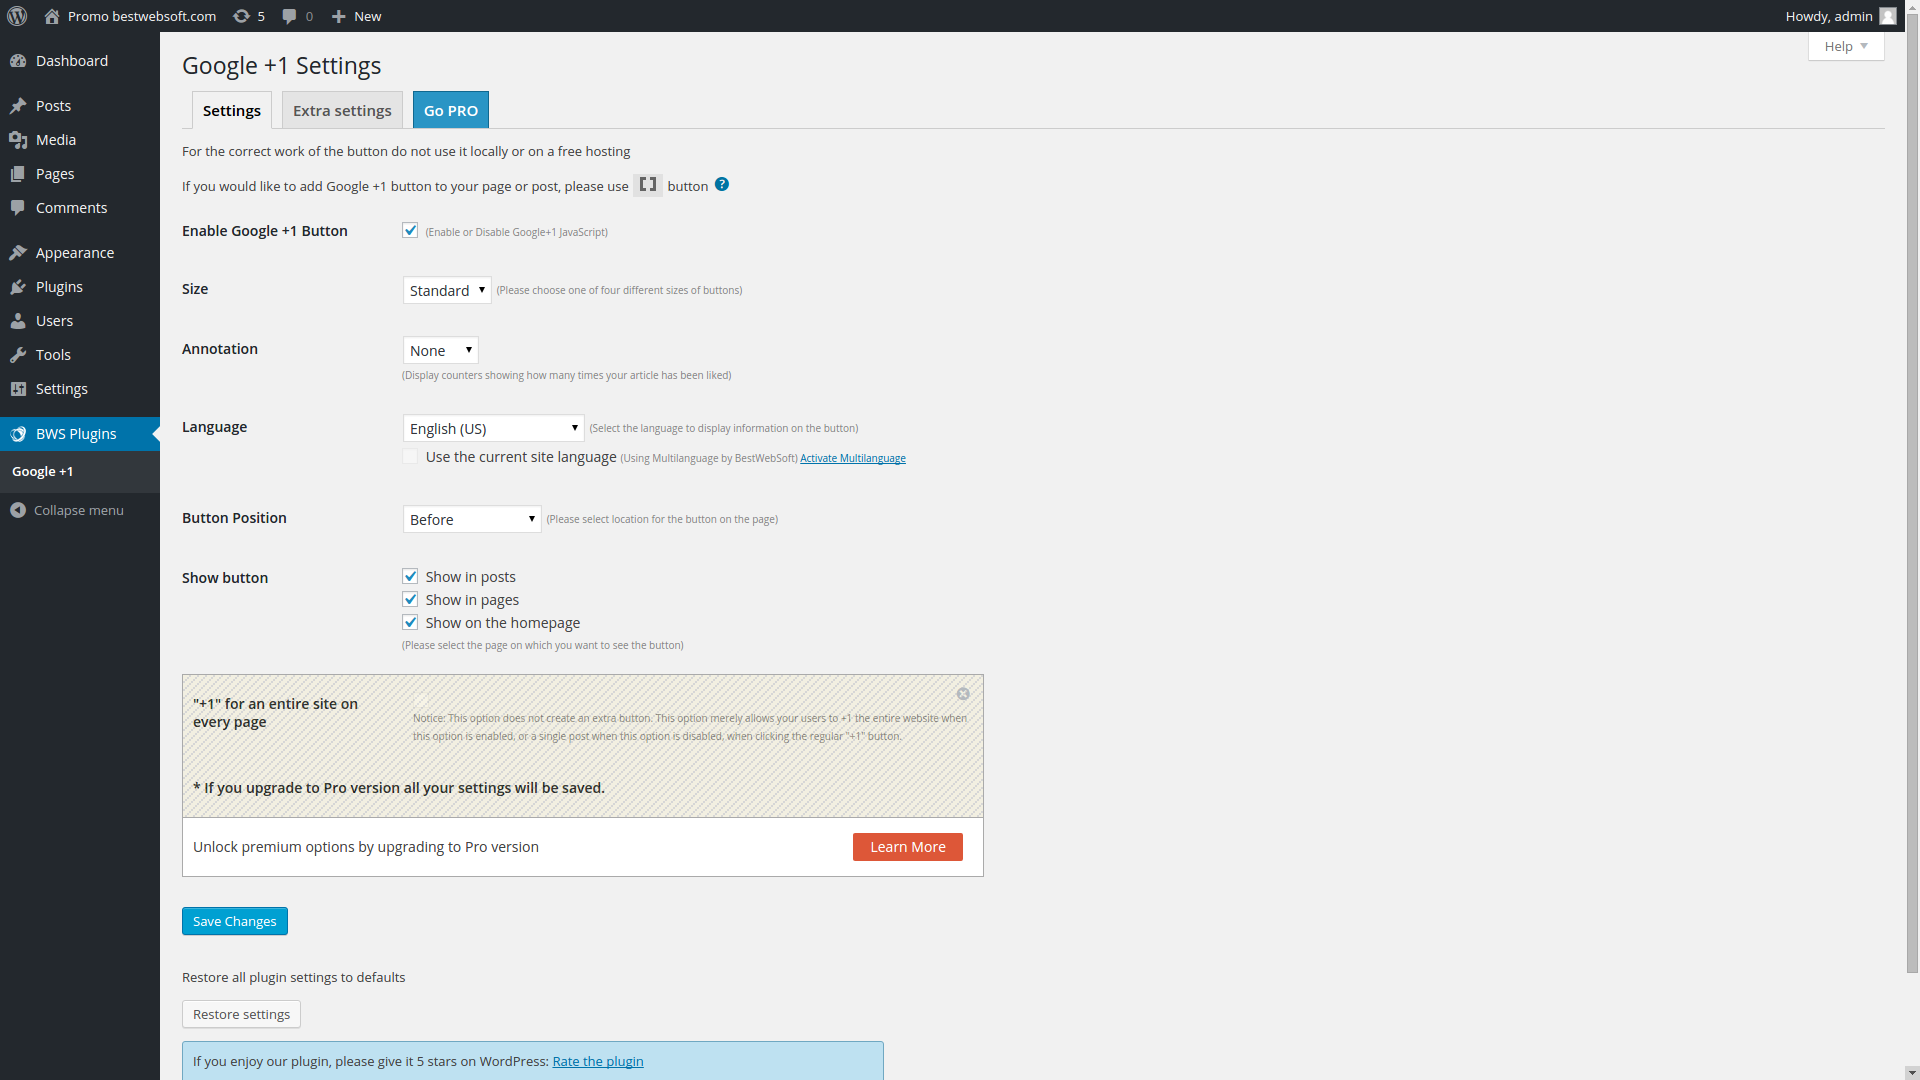 Promo bestwebsoft.com 5 0 New Howdy, admin
Help
Dashboard
Posts
Media
Pages
Comments
Appearance
Plugins
Users
Tools
Settings
BWS Plugins
Google +1
Collapse menu
Google +1 Settings
Settings Extra settings Go PRO
For the correct work of the button do not use it locally or on a free hosting
If you would like to add Google +1 button to your page or post, please use [ ] button ?
Enable Google +1 Button (Enable or Disable Google+1 JavaScript)
Size Standard (Please choose one of four different sizes of buttons)
Annotation None
(Display counters showing how many times your article has been liked)
Language English (US) (Select the language to display information on the button)
Use the current site language (Using Multilanguage by BestWebSoft) Activate Multilanguage
Button Position Before (Please select location for the button on the page)
Show button Show in posts
Show in pages
Show on the homepage
(Please select the page on which you want to see the button)
"+1" for an entire site on
every page
Notice: This option does not create an extra button. This option merely allows your users to +1 the entire website when
this option is enabled, or a single post when this option is disabled, when clicking the regular "+1" button.
* If you upgrade to Pro version all your settings will be saved.
Unlock premium options by upgrading to Pro version Learn More
Save Changes
Restore all plugin settings to defaults
Restore settings
If you enjoy our plugin, please give it 5 stars on WordPress: Rate the plugin